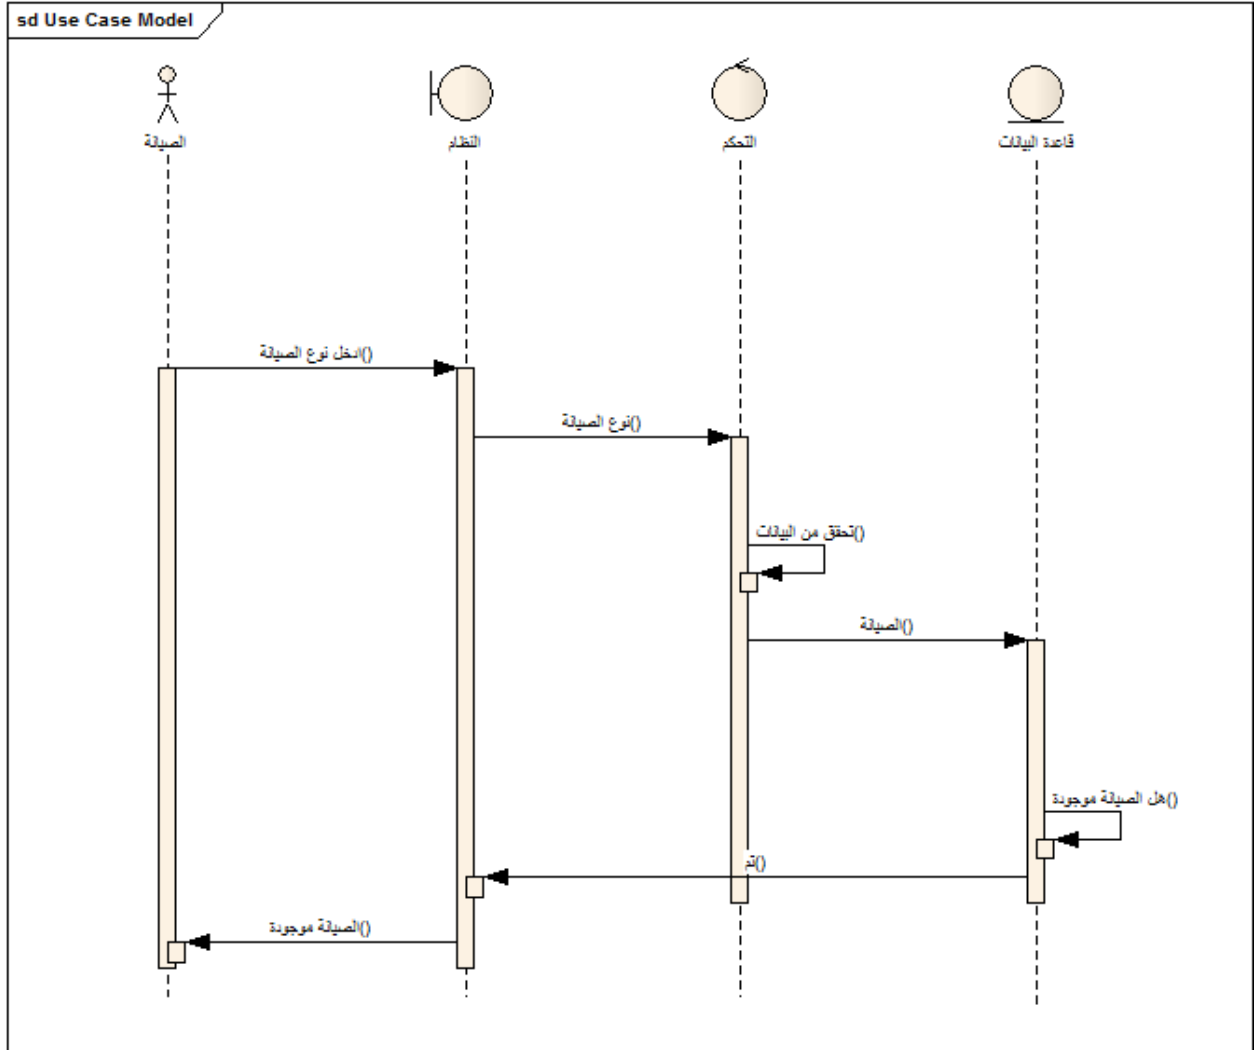 sd Use Case Model
الصيانة
النظام
التحكم
قاعدة البيانات
ادخل نوع الصيانة()
نوع الصيانة()
تحقق من البيانات()
الصيانة()
هل الصيانة موجودة()
تم()
الصيانة موجودة()